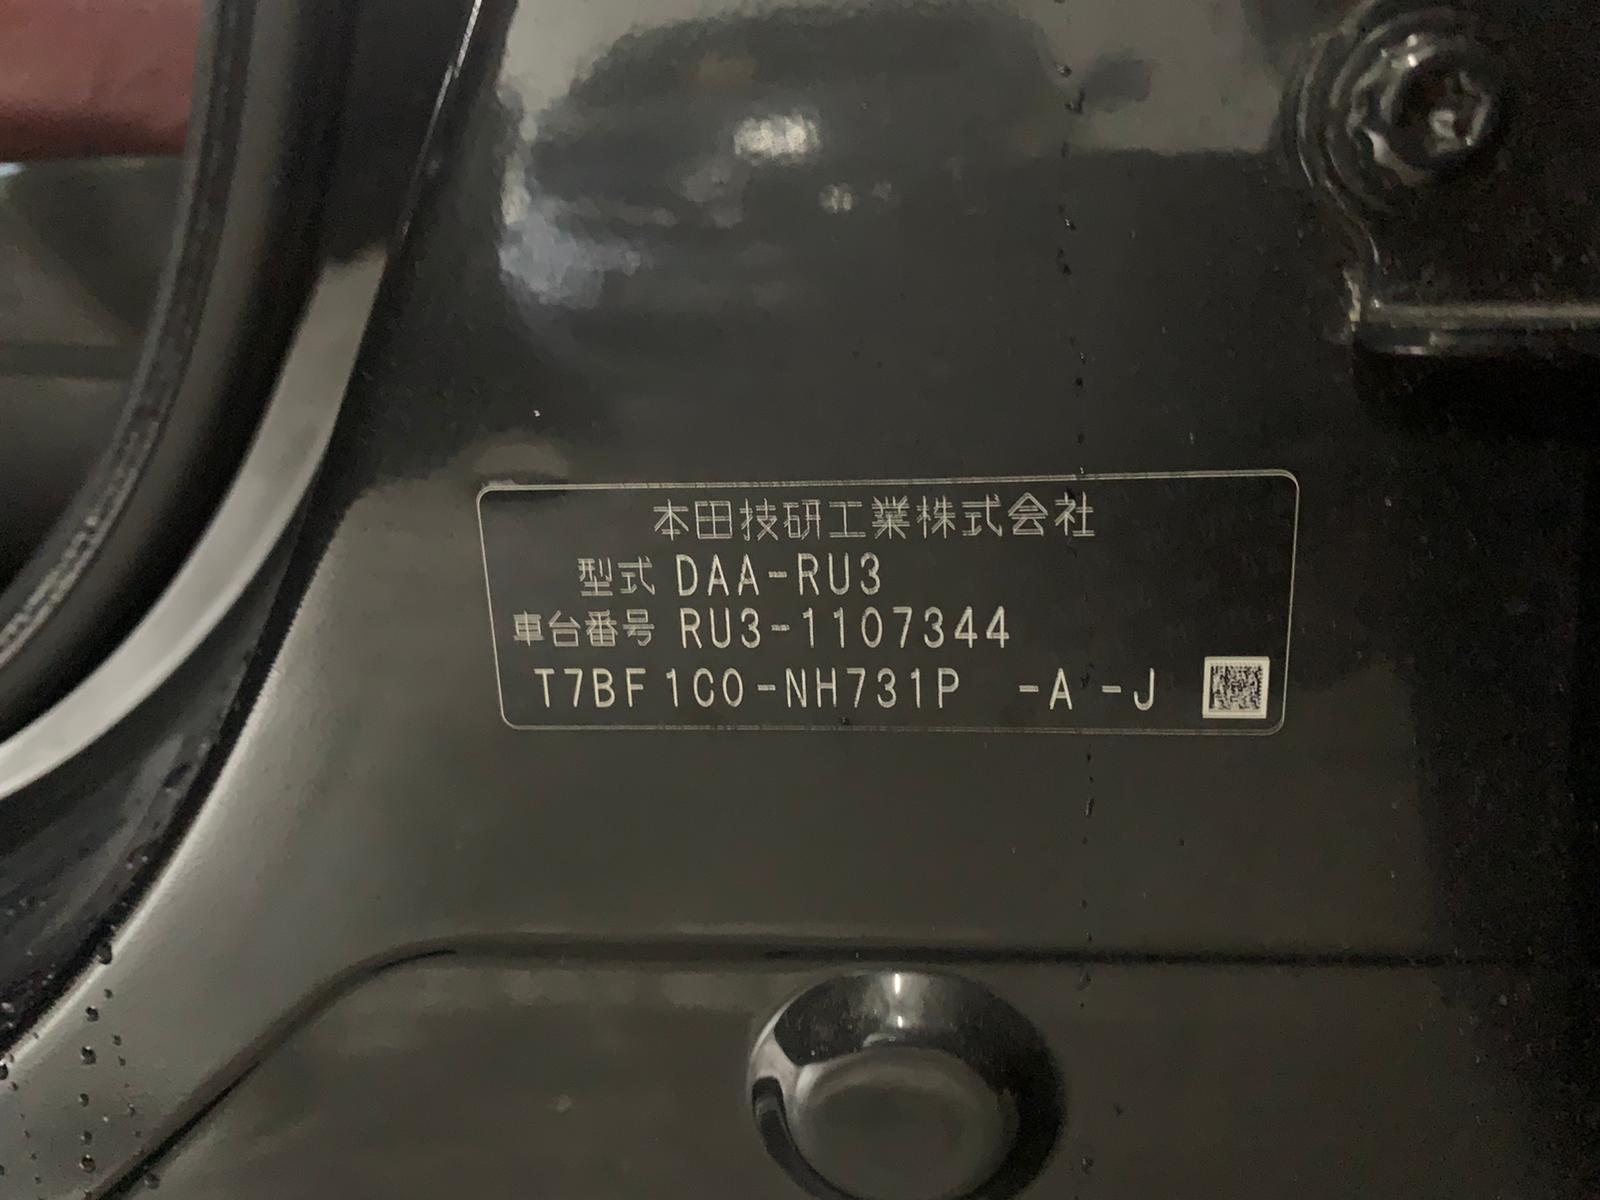 本田技研工業株式会社
型式 DAA-RU3
車台番号 RU3-1107344
T7BF1C0-NH731P -A -J